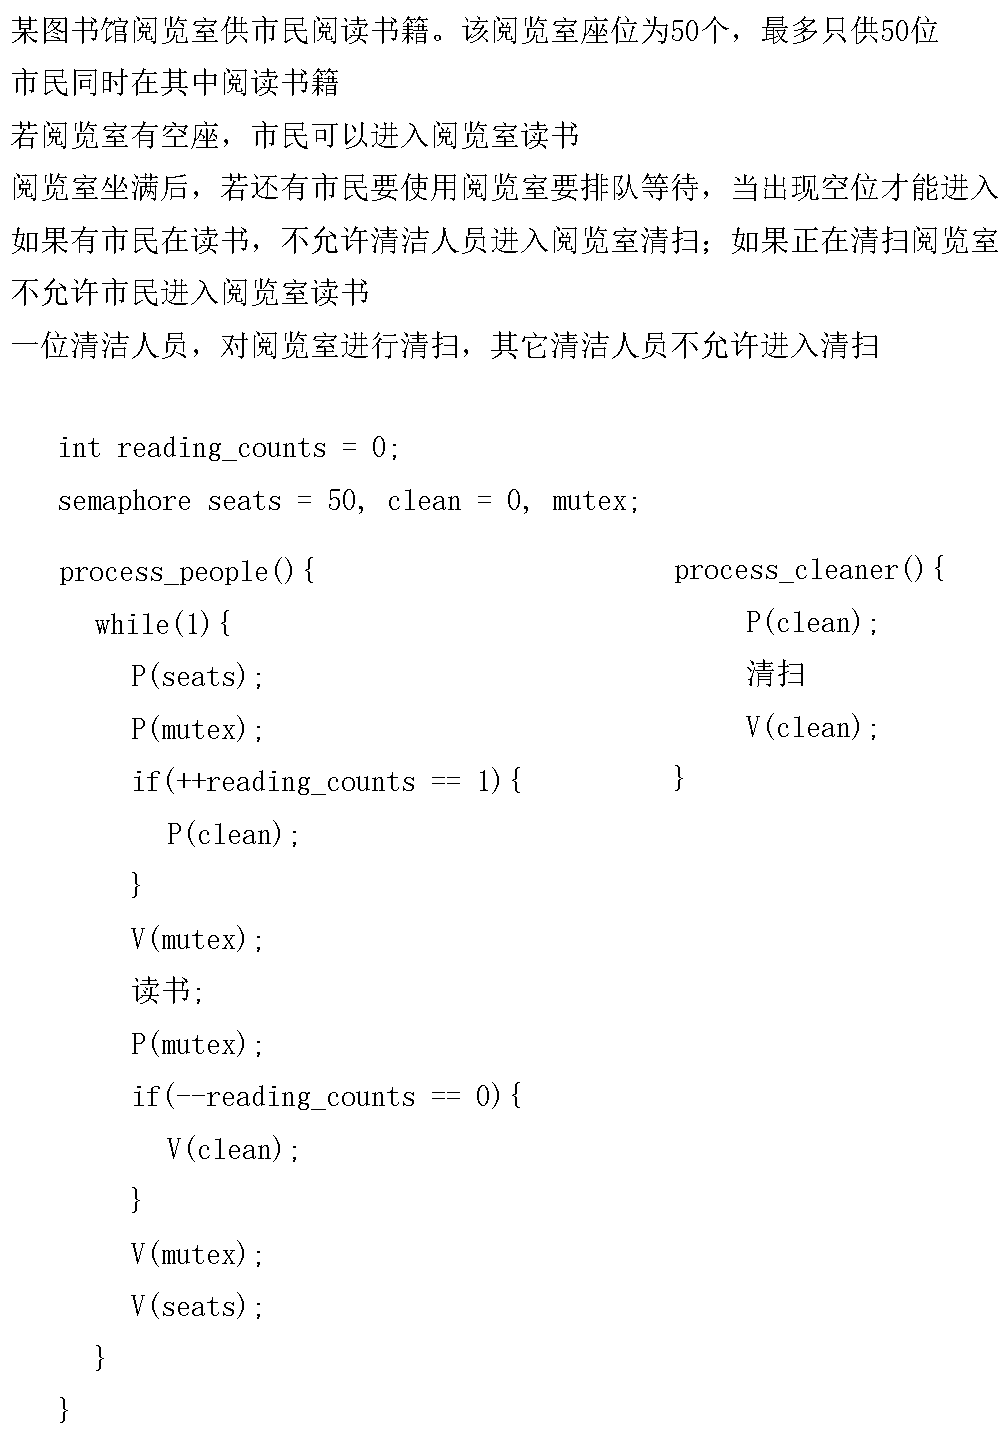 某图书馆阅览室供市民阅读书籍。该阅览室座位为50个，最多只供50位
市民同时在其中阅读书籍
若阅览室有空座，市民可以进入阅览室读书
阅览室坐满后，若还有市民要使用阅览室要排队等待，当出现空位才能进入
如果有市民在读书，不允许清洁人员进入阅览室清扫；如果正在清扫阅览室
不允许市民进入阅览室读书
一位清洁人员，对阅览室进行清扫，其它清洁人员不允许进入清扫
int reading_counts = 0;
semaphore seats = 50, clean = 0, mutex;
process_people(){
while(1){
P(seats);
P(mutex);
if(++reading_counts == 1){
P(clean);
}
V(mutex);
读书;
P(mutex);
if(--reading_counts == 0){
V(clean);
}
V(mutex);
V(seats);
}
}
process_cleaner(){
P(clean);
清扫
V(clean);
}